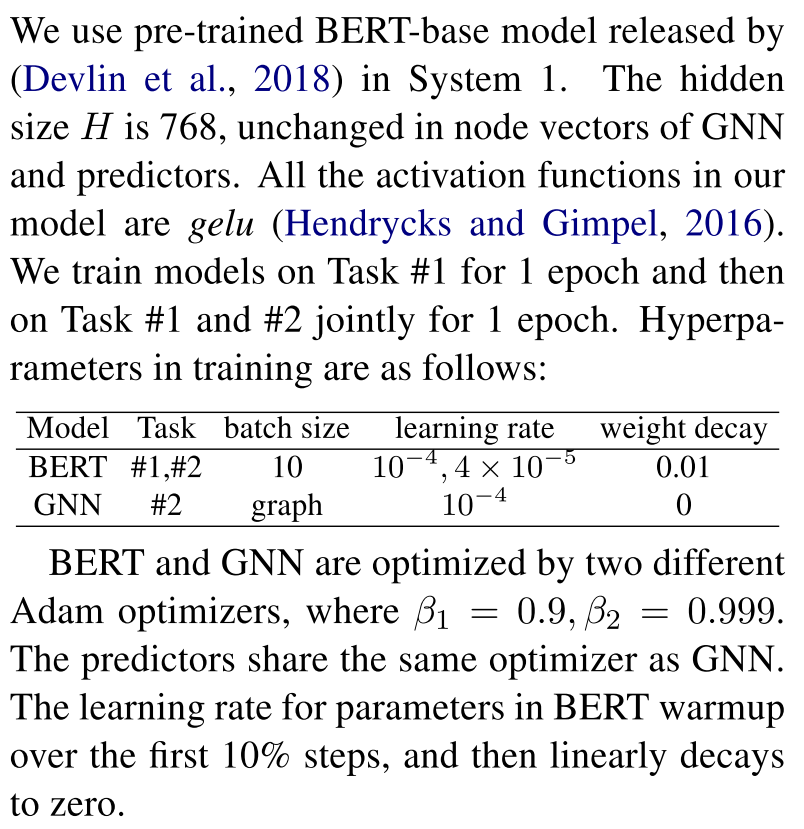 We use pre-trained BERT-base model released by
(Devlin et al., 2018) in System 1. The hidden
size H is 768, unchanged in node vectors of GNN
and predictors. All the activation functions in our
model are gelu (Hendrycks and Gimpel, 2016).
We train models on Task #1 for 1 epoch and then
on Task #1 and #2 jointly for 1 epoch. Hyperpa-
rameters in training are as follows:
Model Task batch size learning rate weight decay
BERT #1,#2 10 10⁻⁴, 4 × 10⁻⁵ 0.01
GNN #2 graph 10⁻⁴ 0
BERT and GNN are optimized by two different
Adam optimizers, where β₁ = 0.9, β₂ = 0.999.
The predictors share the same optimizer as GNN.
The learning rate for parameters in BERT warmup
over the first 10% steps, and then linearly decays
to zero.